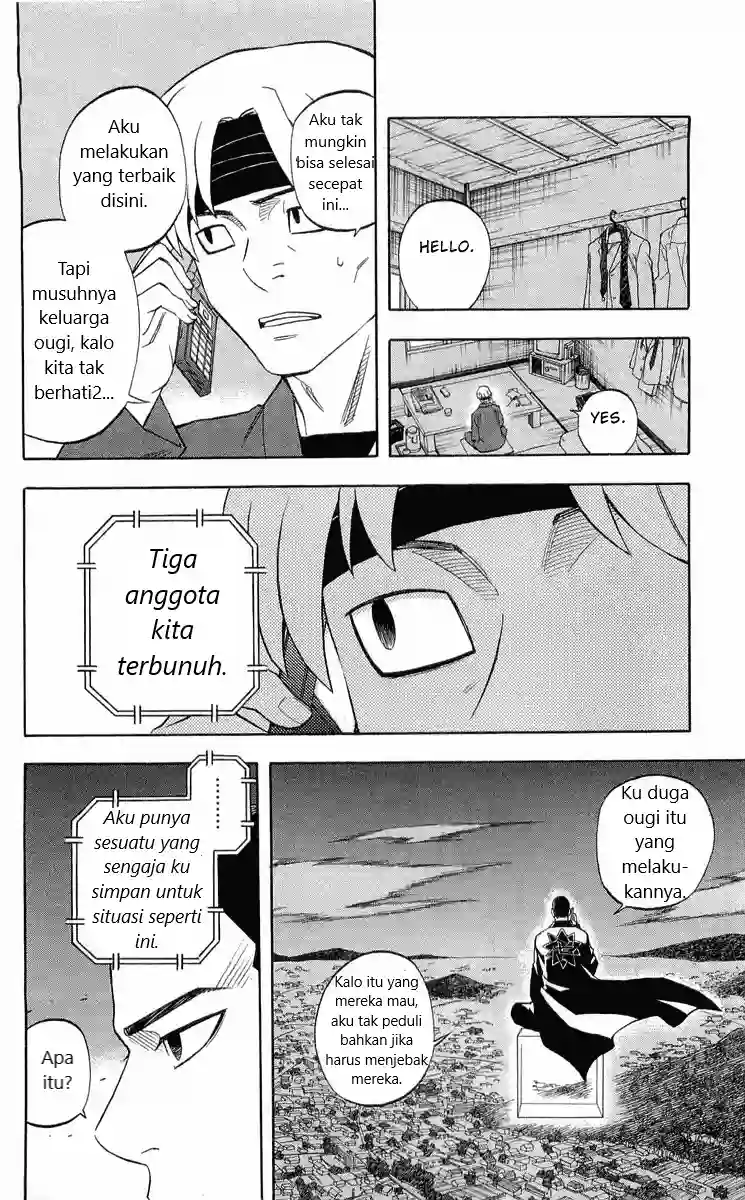 HELLO.
YES.
Aku tak
mungkin
bisa selesai
secepat
ini...
Aku
melakukan
yang terbaik
disini.
Tapi
musuhnya
keluarga
ougi, kalo
kita tak
berhati2...
Tiga
anggota
kita
terbunuh.
Ku duga
ougi itu
yang
melaku-
kannya.
Kalo itu yang
mereka mau,
aku tak peduli
bahkan jika
harus menjebak
mereka.
........
Aku punya
sesuatu yang
sengaja ku
simpan untuk
situasi seperti
ini.
Apa
itu?